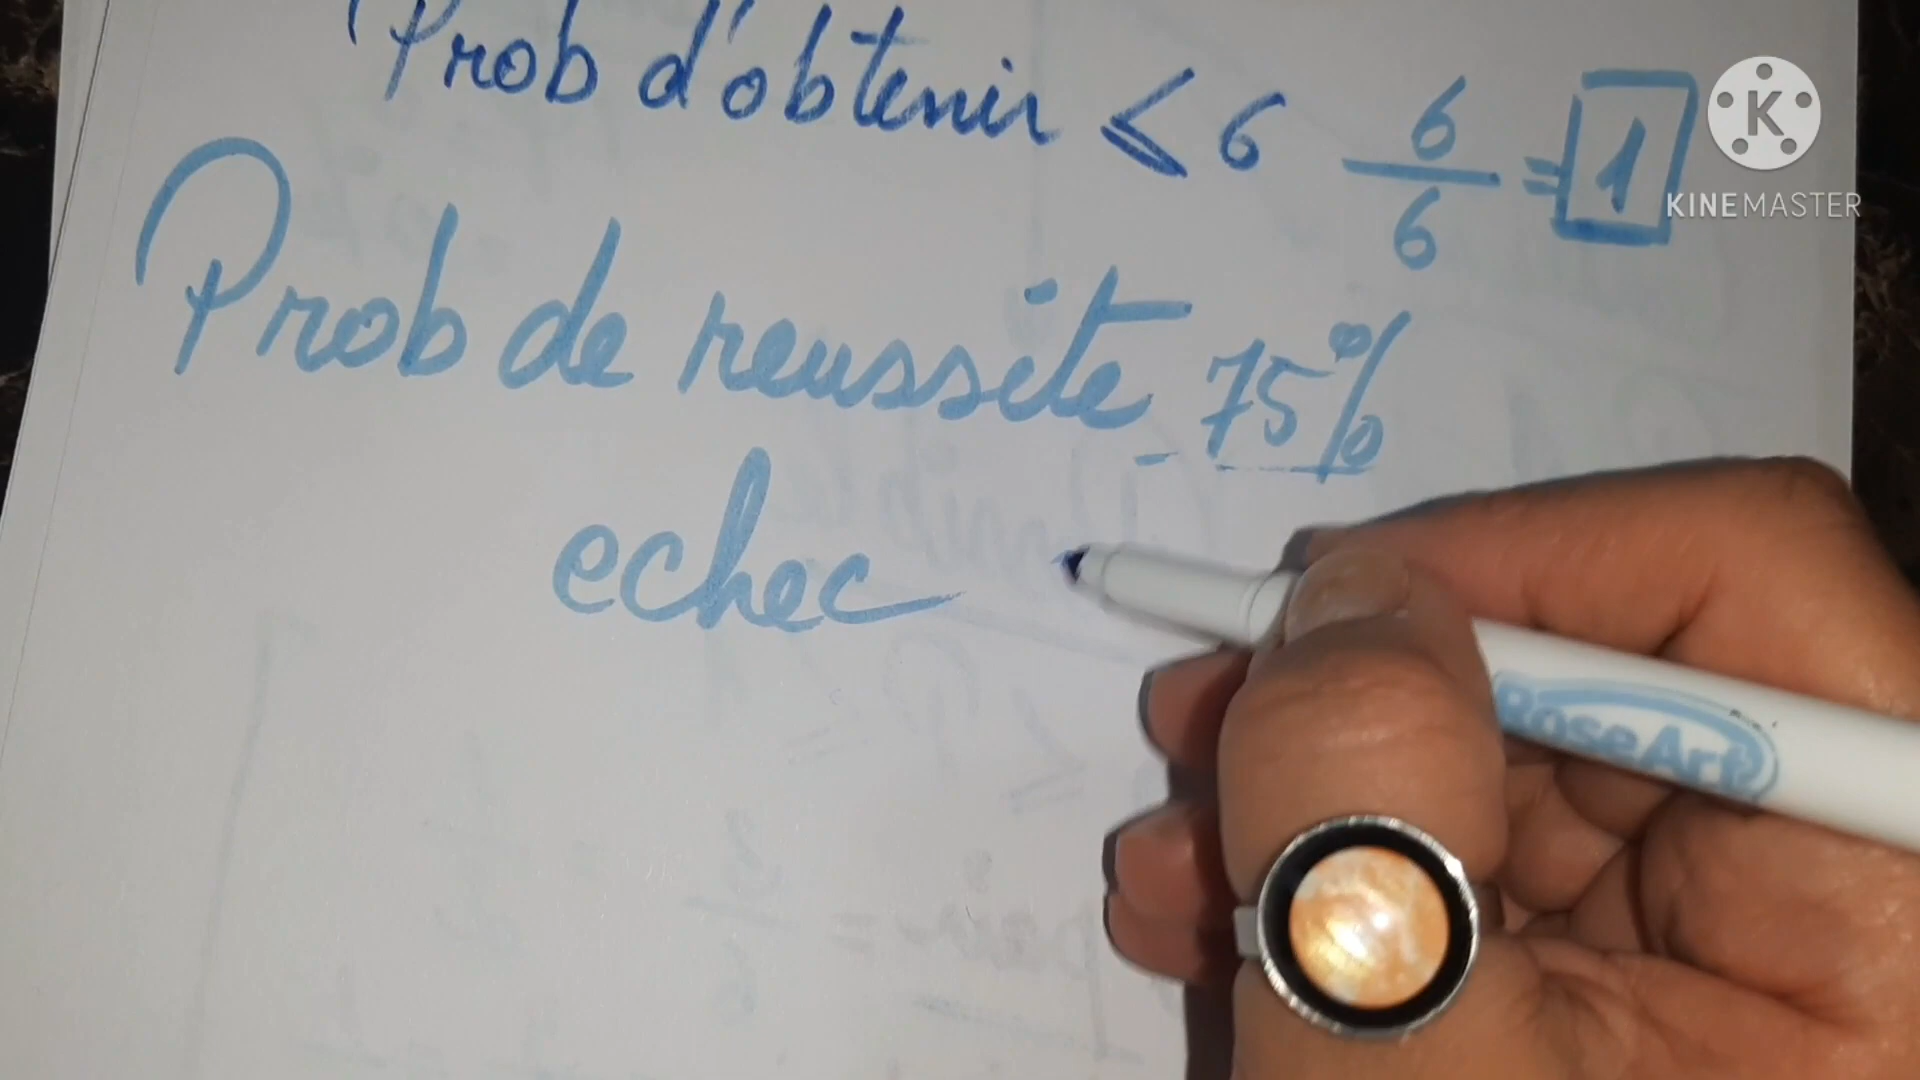 Prob d'obtenir ≤ 6 6/6 = 1
K
KINEMASTER
Prob de reussite 75%
echec
RoseArt